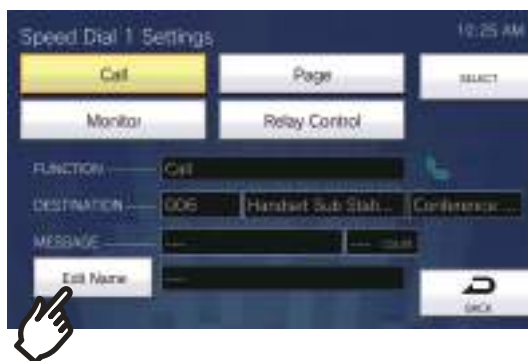 Speed Dial 1 Settings
10:25 AM
Call
Page
SELECT
Monitor
Relay Control
FUNCTION
Call
DESTINATION
006
Handset Sub Stati...
Conference ...
MESSAGE
---
---
Edit Name
---
BACK